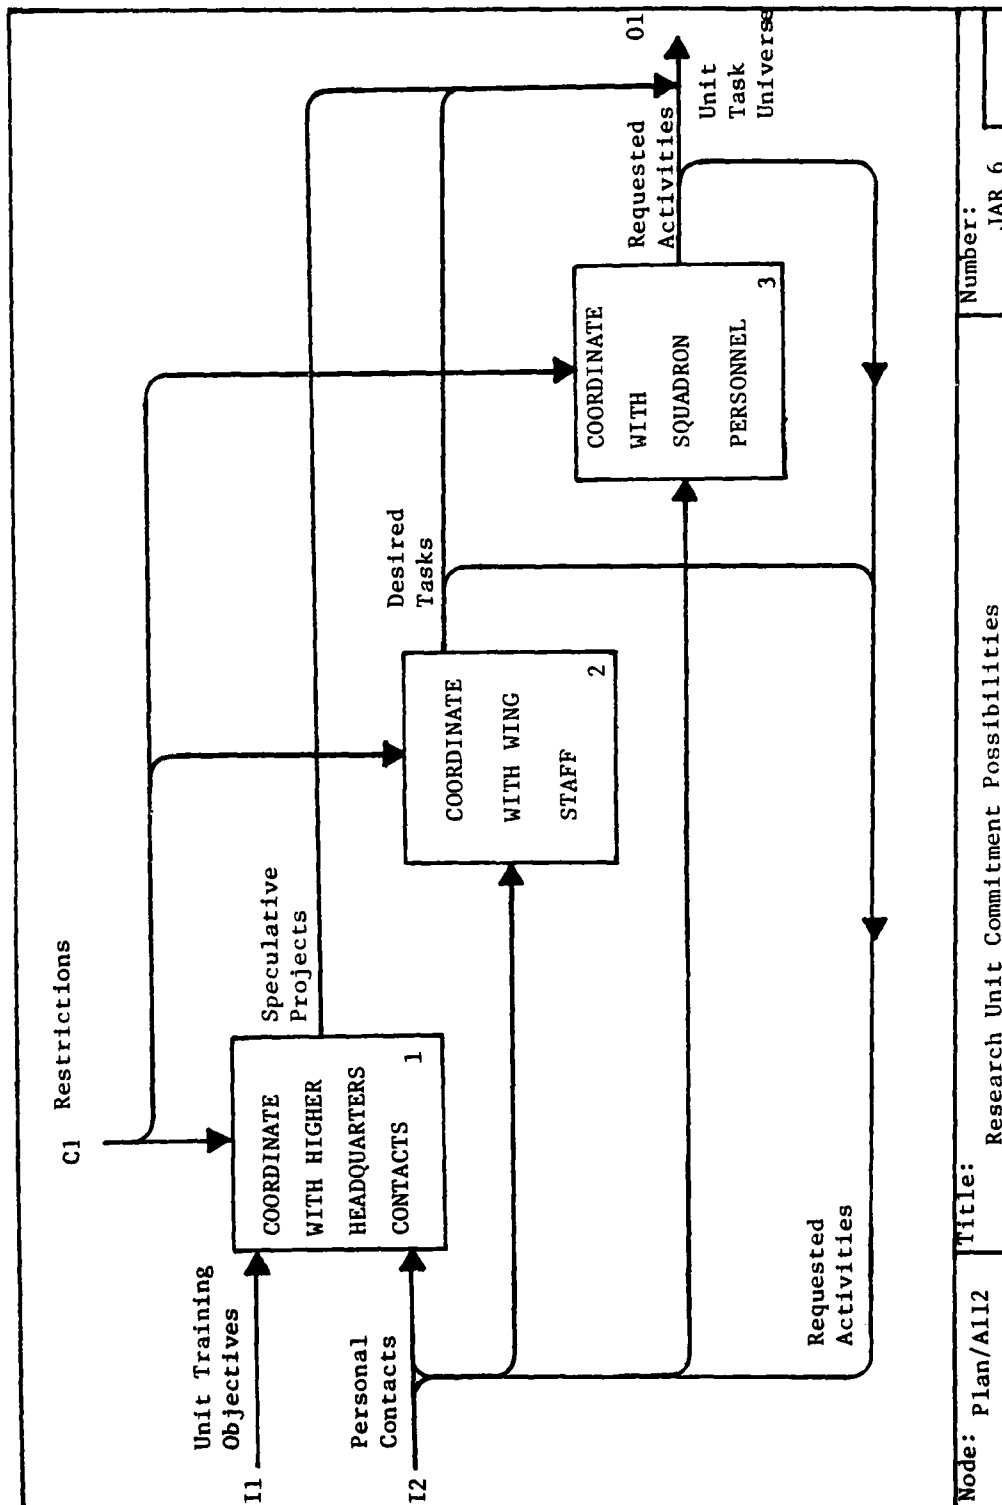 C1 Restrictions
I1
Unit Training
Objectives
I2
Personal
Contacts
COORDINATE
WITH HIGHER
HEADQUARTERS
CONTACTS
1
Speculative
Projects
COORDINATE
WITH WING
STAFF
2
Desired
Tasks
COORDINATE
WITH
SQUADRON
PERSONNEL
3
Requested
Activities
O1
Unit
Task
Universe
Requested
Activities
Node: Plan/A112
Title:
Research Unit Commitment Possibilities
Number:
JAR 6